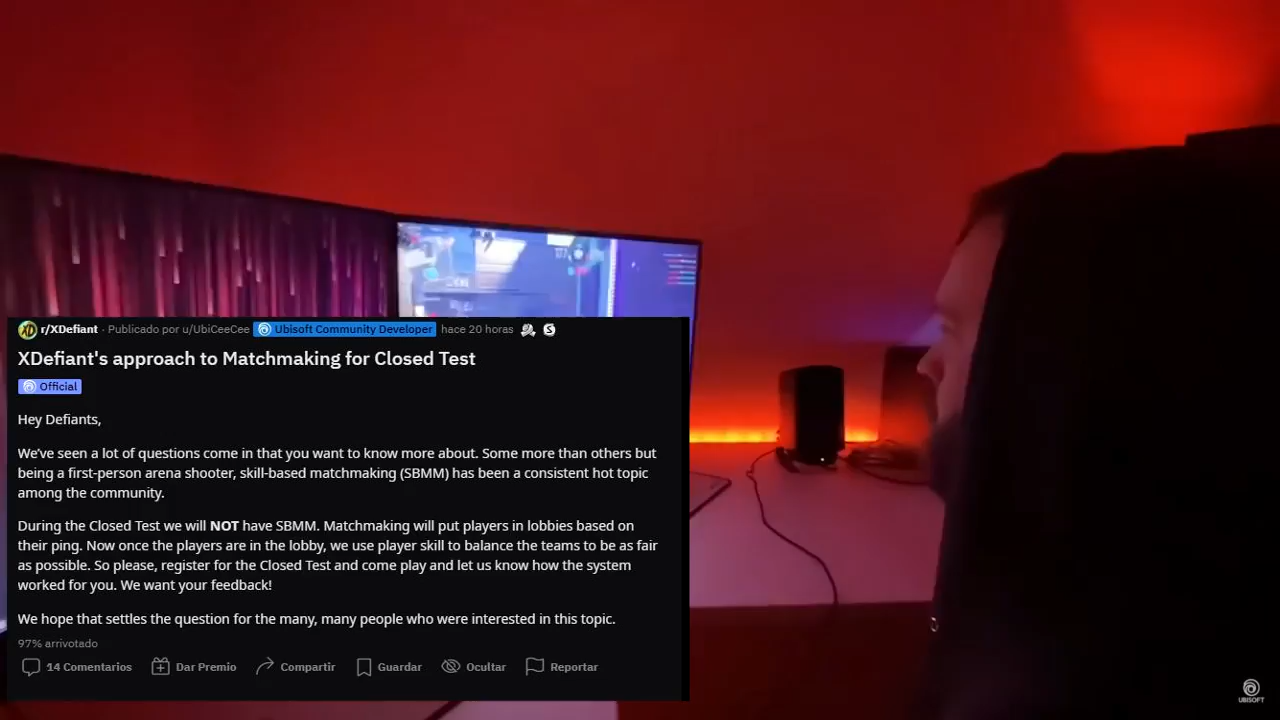 r/XDefiant · Publicado por u/UbiCeeCee Ubisoft Community Developer hace 20 horas
XDefiant's approach to Matchmaking for Closed Test
Official
Hey Defiants,
We've seen a lot of questions come in that you want to know more about. Some more than others but
being a first-person arena shooter, skill-based matchmaking (SBMM) has been a consistent hot topic
among the community.
During the Closed Test we will NOT have SBMM. Matchmaking will put players in lobbies based on
their ping. Now once the players are in the lobby, we use player skill to balance the teams to be as fair
as possible. So please, register for the Closed Test and come play and let us know how the system
worked for you. We want your feedback!
We hope that settles the question for the many, many people who were interested in this topic.
97% arrivotado
14 Comentarios Dar Premio Compartir Guardar Ocultar Reportar
UBISOFT